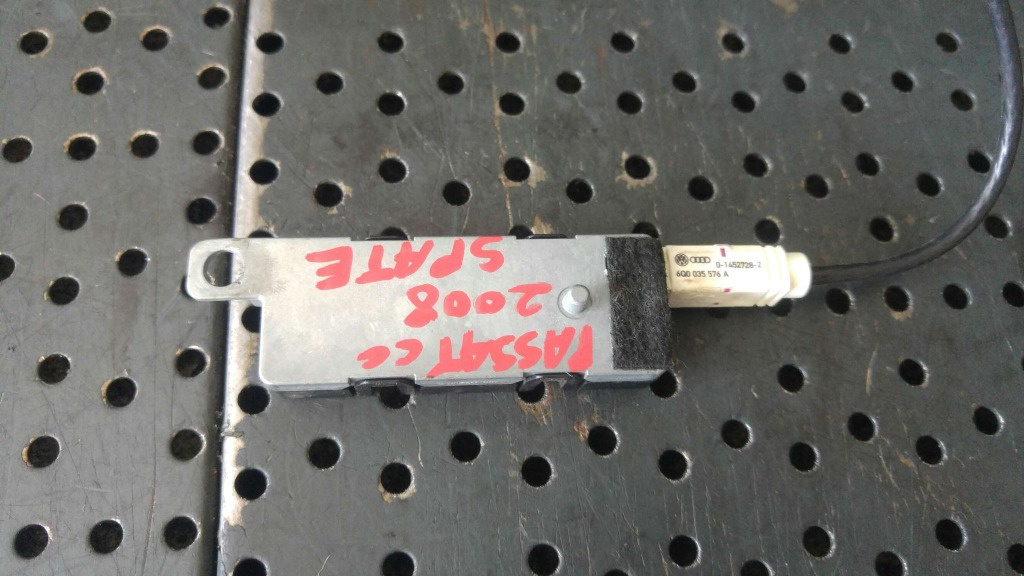 PASSAT CC
2008
SPATE
0-1452728-2
6Q0 035 576 A